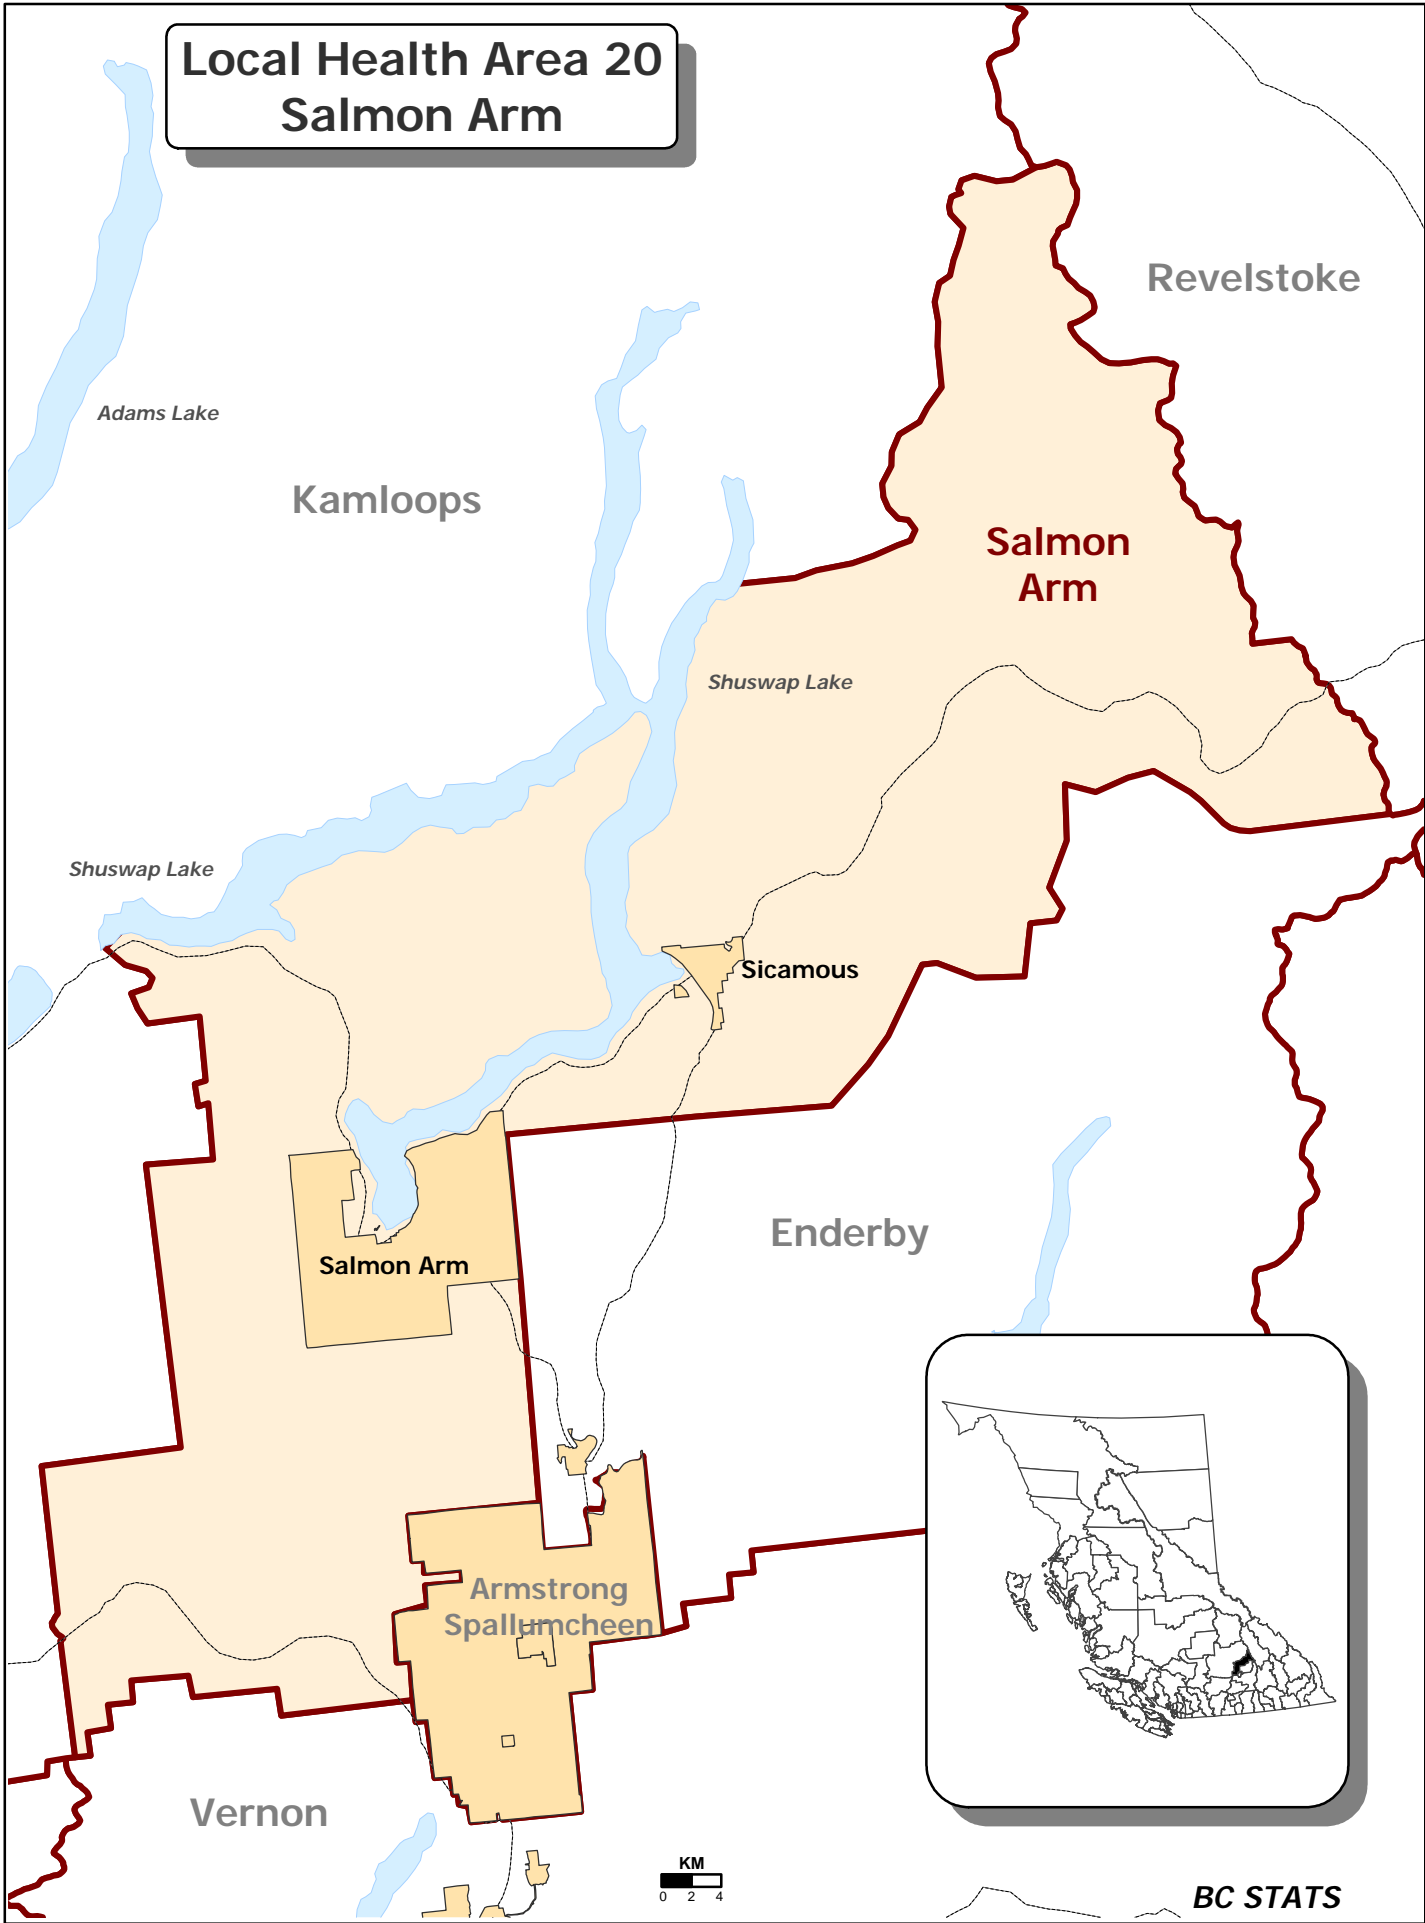 Local Health Area 20
Salmon Arm
Revelstoke
Adams Lake
Kamloops
Salmon
Arm
Shuswap Lake
Shuswap Lake
Sicamous
Enderby
Salmon Arm
Armstrong
Spallumcheen
Vernon
KM
0 2 4
BC STATS